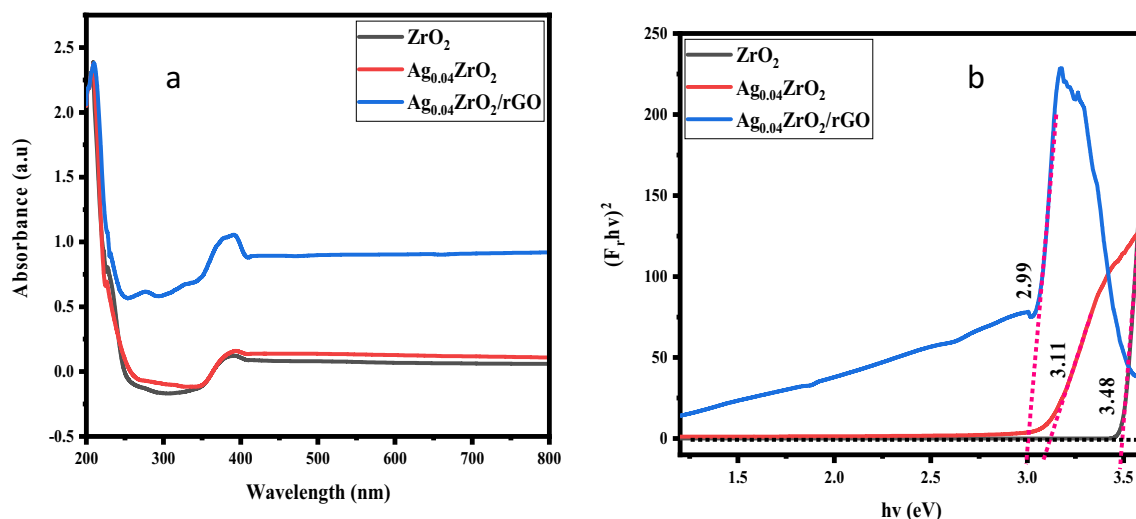 a
ZrO₂
Ag₀.₀₄ZrO₂
Ag₀.₀₄ZrO₂/rGO
Absorbance (a.u)
2.5
2.0
1.5
1.0
0.5
0.0
-0.5
200 300 400 500 600 700 800
Wavelength (nm)
b
ZrO₂
Ag₀.₀₄ZrO₂
Ag₀.₀₄ZrO₂/rGO
(Fᵣhv)²
250
200
150
100
50
0
2.99
3.11
3.48
1.5 2.0 2.5 3.0 3.5
hv (eV)